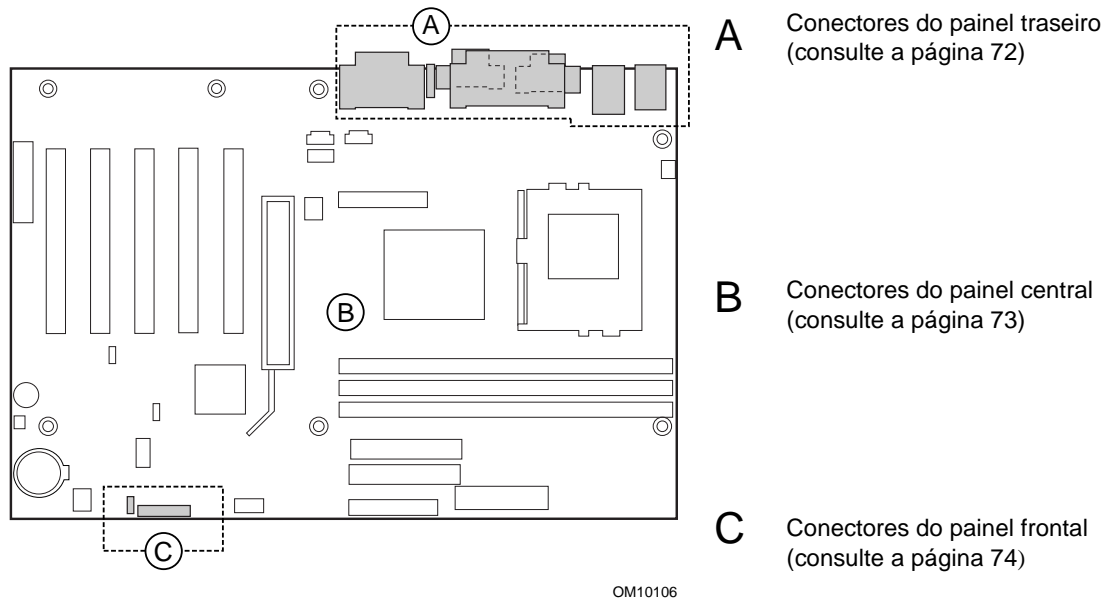 A
A
Conectores do painel traseiro
(consulte a página 72)
B
B
Conectores do painel central
(consulte a página 73)
C
C
Conectores do painel frontal
(consulte a página 74)
OM10106